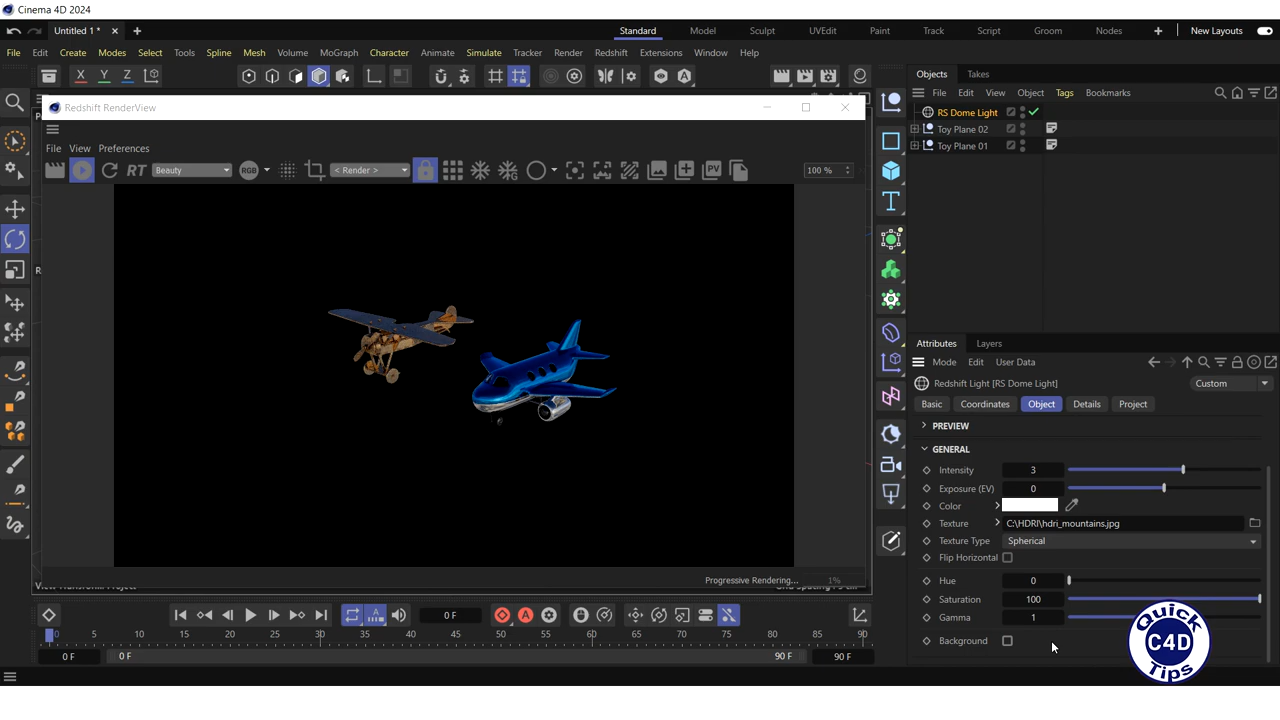 Cinema 4D 2024
Untitled 1 *
Standard Model Sculpt UVEdit Paint Track Script Groom Nodes New Layouts
File Edit Create Modes Select Tools Spline Mesh Volume MoGraph Character Animate Simulate Tracker Render Redshift Extensions Window Help
X Y Z
Objects Takes
File Edit View Object Tags Bookmarks
Redshift RenderView
File View Preferences
RT Beauty RGB < Render > PV 100 %
RS Dome Light
Toy Plane 02
Toy Plane 01
Attributes Layers
Mode Edit User Data
Redshift Light [RS Dome Light] Custom
Basic Coordinates Object Details Project
PREVIEW
GENERAL
Intensity 3
Exposure (EV) 0
Color
Texture C:\HDRI\hdri_mountains.jpg
Texture Type Spherical
Flip Horizontal
Hue 0
Saturation 100
Gamma 1
Background
Progressive Rendering... 1%
0 F
0 5 10 15 20 25 30 35 40 45 50 55 60 65 70 75 80 85 90
0 F 0 F 90 F 90 F
Quick
C4D
Tips